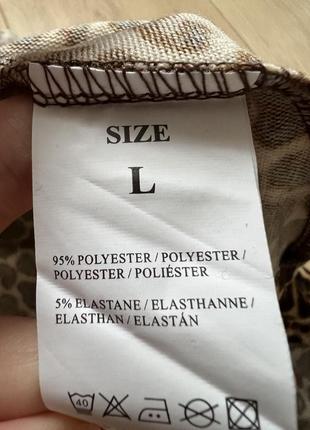 SIZE
L
95% POLYESTER / POLYESTER /
POLYESTER / POLIÉSTER
5% ELASTANE / ELASTHANNE /
ELASTHAN / ELASTÁN
40